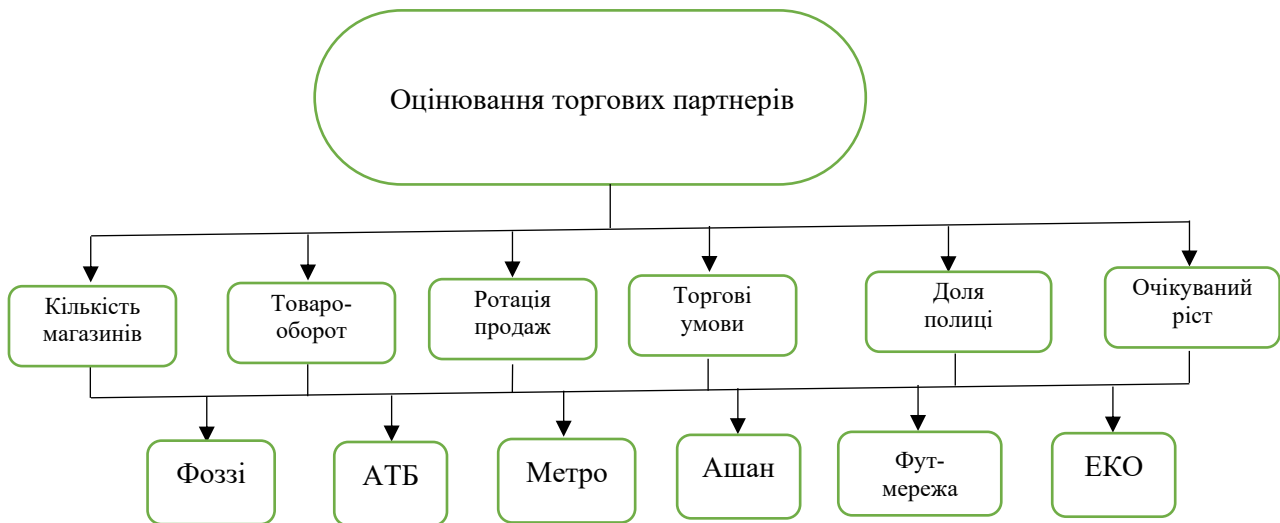 Оцінювання торгових партнерів
Кількість
магазинів
Товаро-
оборот
Ротація
продаж
Торгові
умови
Доля
полиці
Очікуваний
ріст
Фоззі
АТБ
Метро
Ашан
Фут-
мережа
ЕКО